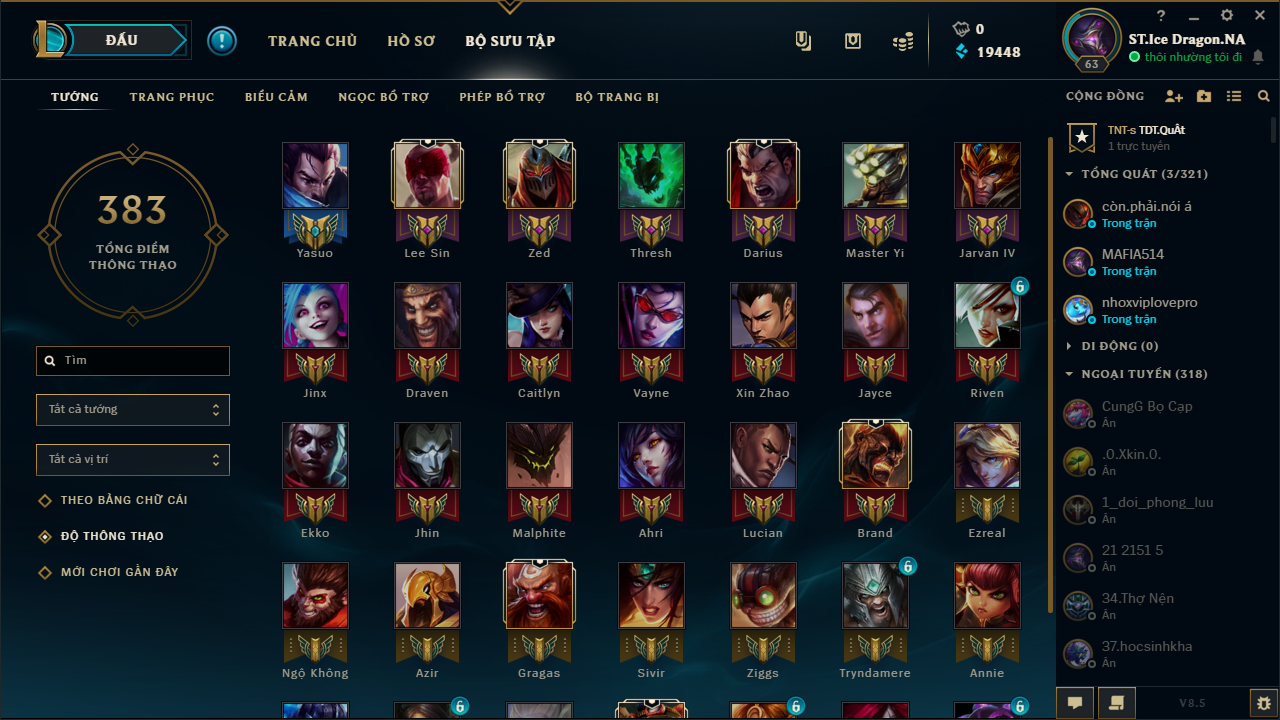 ĐẤU
TRANG CHỦ
HỒ SƠ
BỘ SƯU TẬP
0
19448
63
ST.Ice Dragon.NA
thôi nhường tôi đi
TƯỚNG
TRANG PHỤC
BIỂU CẢM
NGỌC BỔ TRỢ
PHÉP BỔ TRỢ
BỘ TRANG BỊ
383
TỔNG ĐIỂM
THÔNG THẠO
Tìm
Tất cả tướng
Tất cả vị trí
THEO BẢNG CHỮ CÁI
ĐỘ THÔNG THẠO
MỚI CHƠI GẦN ĐÂY
Yasuo
Lee Sin
Zed
Thresh
Darius
Master Yi
Jarvan IV
6
Jinx
Draven
Caitlyn
Vayne
Xin Zhao
Jayce
Riven
Ekko
Jhin
Malphite
Ahri
Lucian
Brand
Ezreal
6
Ngộ Không
Azir
Gragas
Sivir
Ziggs
Tryndamere
Annie
6
6
6
CỘNG ĐỒNG
TNT-s TDT.QuÂt
1 trực tuyến
TỔNG QUÁT (3/321)
còn.phải.nói á
Trong trận
MAFIA514
Trong trận
nhoxviplovepro
Trong trận
DI ĐỘNG (0)
NGOẠI TUYẾN (318)
CungG Bọ Cạp
Ẩn
.0.Xkin.0.
Ẩn
1_doi_phong_luu
Ẩn
21 2151 5
Ẩn
34.Thợ Nện
Ẩn
37.hocsinhkha
Ẩn
V8.5